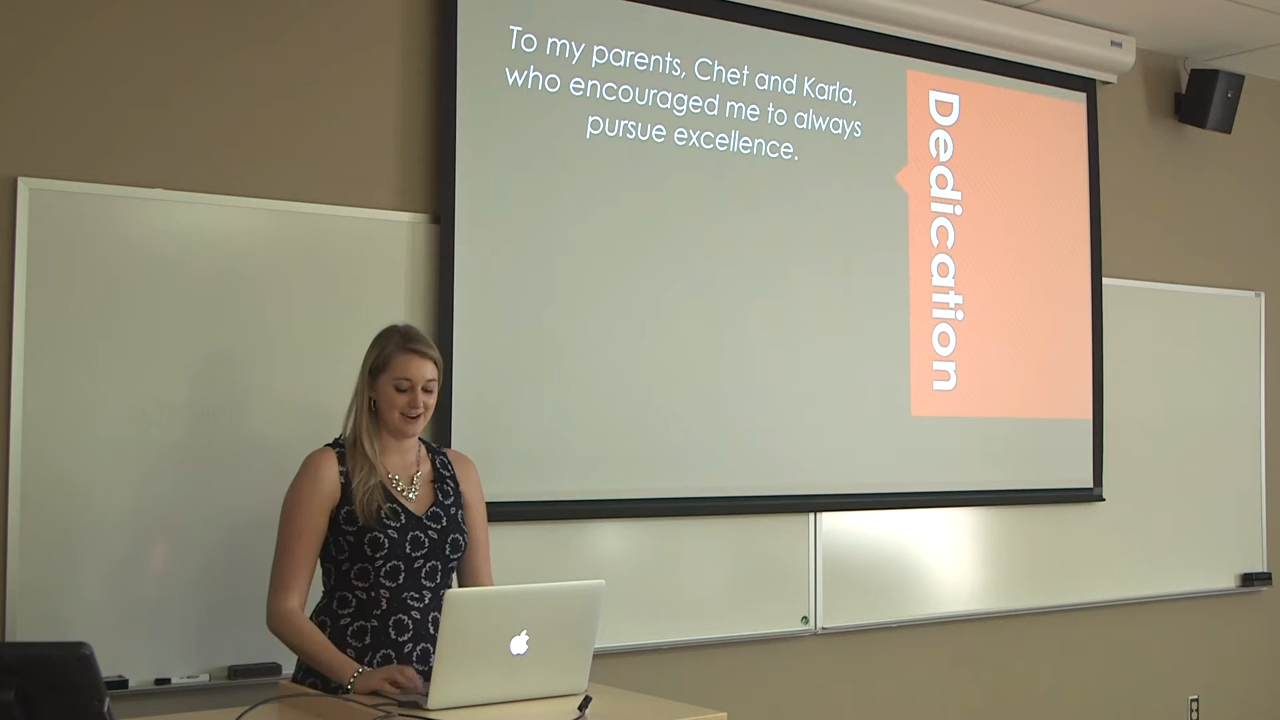 To my parents, Chet and Karla,
who encouraged me to always
pursue excellence.
Dedication